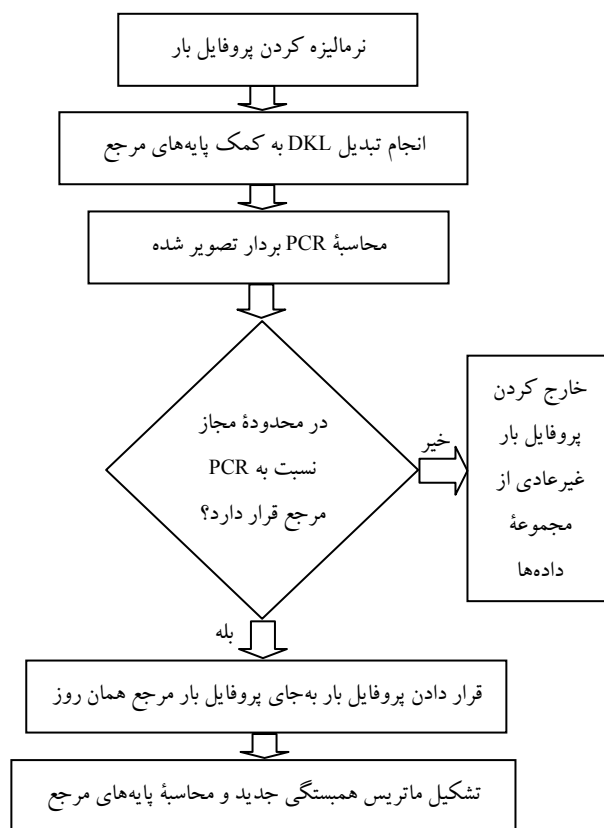 نرمالیزه کردن پروفایل بار
انجام تبدیل DKL به کمک پایه‌های مرجع
محاسبهٔ PCR بردار تصویر شده
در محدودهٔ مجاز
نسبت به PCR
مرجع قرار دارد؟
خیر
خارج کردن
پروفایل بار
غیرعادی از
مجموعهٔ
داده‌ها
بله
قرار دادن پروفایل بار به‌جای پروفایل بار مرجع همان روز
تشکیل ماتریس همبستگی جدید و محاسبهٔ پایه‌های مرجع